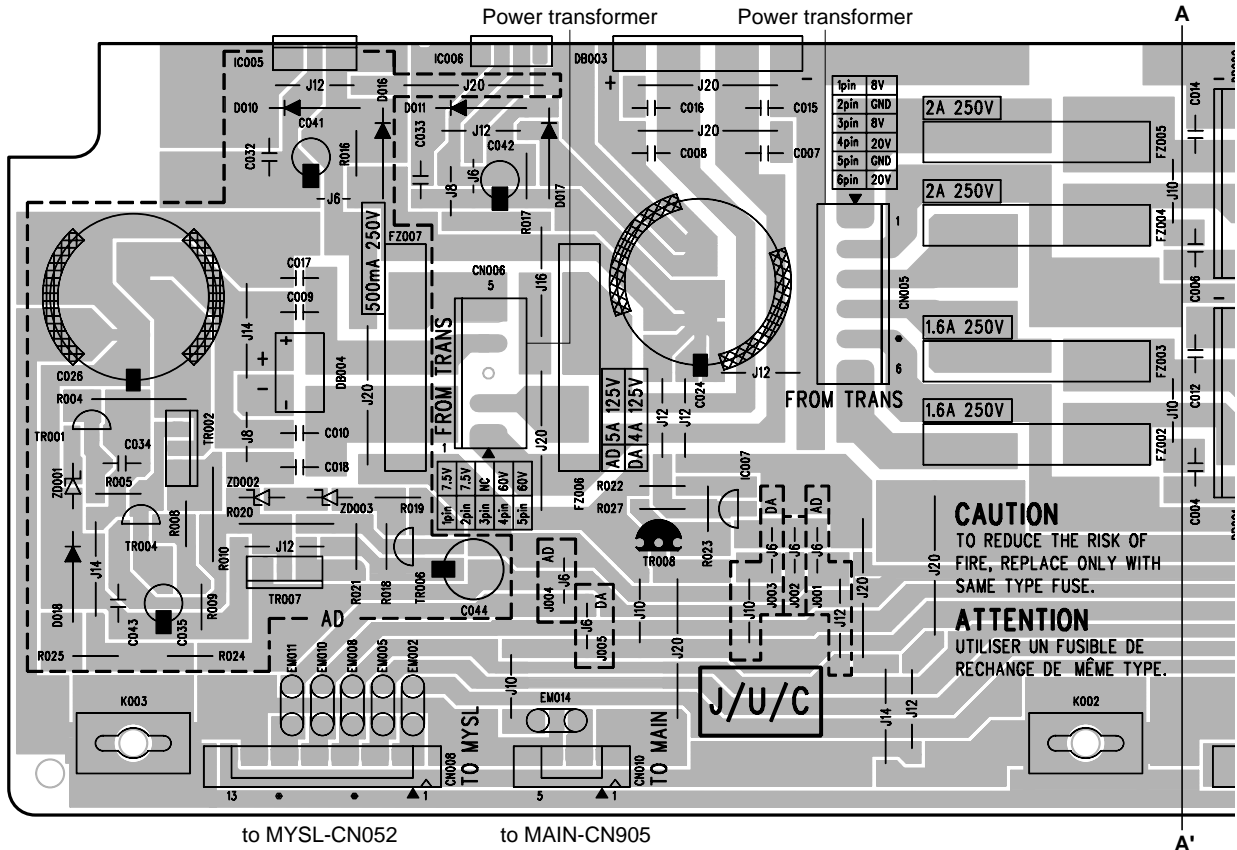 Power transformer
Power transformer
A
IC005
IC006
DB003
J12
D016
J20
+
J20
−
D010
C041
D011
C033
J12
C042
C016
C015
J20
C008
C007
C032
R016
J6
J8
J6
R017
D017
1pin 8V
2pin GND
3pin 8V
4pin 20V
5pin GND
6pin 20V
2A 250V
FZ005
2A 250V
FZ004
C014
J10
C006
500mA 250V
FZ007
CN006
5
J16
C017
C009
J14
1
CN005
6
1.6A 250V
FZ003
1.6A 250V
FZ002
C012
J10
C004
C026
+
−
+
-
DB004
J20
FROM TRANS
1
J20
AD 5A 125V
DA 4A 125V
FZ006
J12
J12
C024
J12
FROM TRANS
R004
TR001
TR002
C034
J8
C010
C018
ZD001
R005
ZD002
R020
ZD003
R019
1pin 7.5V
2pin 7.5V
3pin NC
4pin 60V
5pin 60V
R022
R027
IC007
TR008
R023
DA
AD
J6
J6
J6
J003
J002
J001
J10
J12
J20
J20
R008
TR004
R010
J12
TR007
R021
R018
TR006
C044
J14
D018
C043
C035
R009
R025
R024
AD
AD
J6
J004
DA
J6
J005
J10
J20
CAUTION
TO REDUCE THE RISK OF
FIRE, REPLACE ONLY WITH
SAME TYPE FUSE.
ATTENTION
UTILISER UN FUSIBLE DE
RECHANGE DE MÊME TYPE.
EM011
EM010
EM008
EM005
EM002
J10
EM014
J/U/C
J14
J12
K003
K002
TO MYSL
CN008
13
1
TO MAIN
CN010
5
1
to MYSL-CN052
to MAIN-CN905
A'